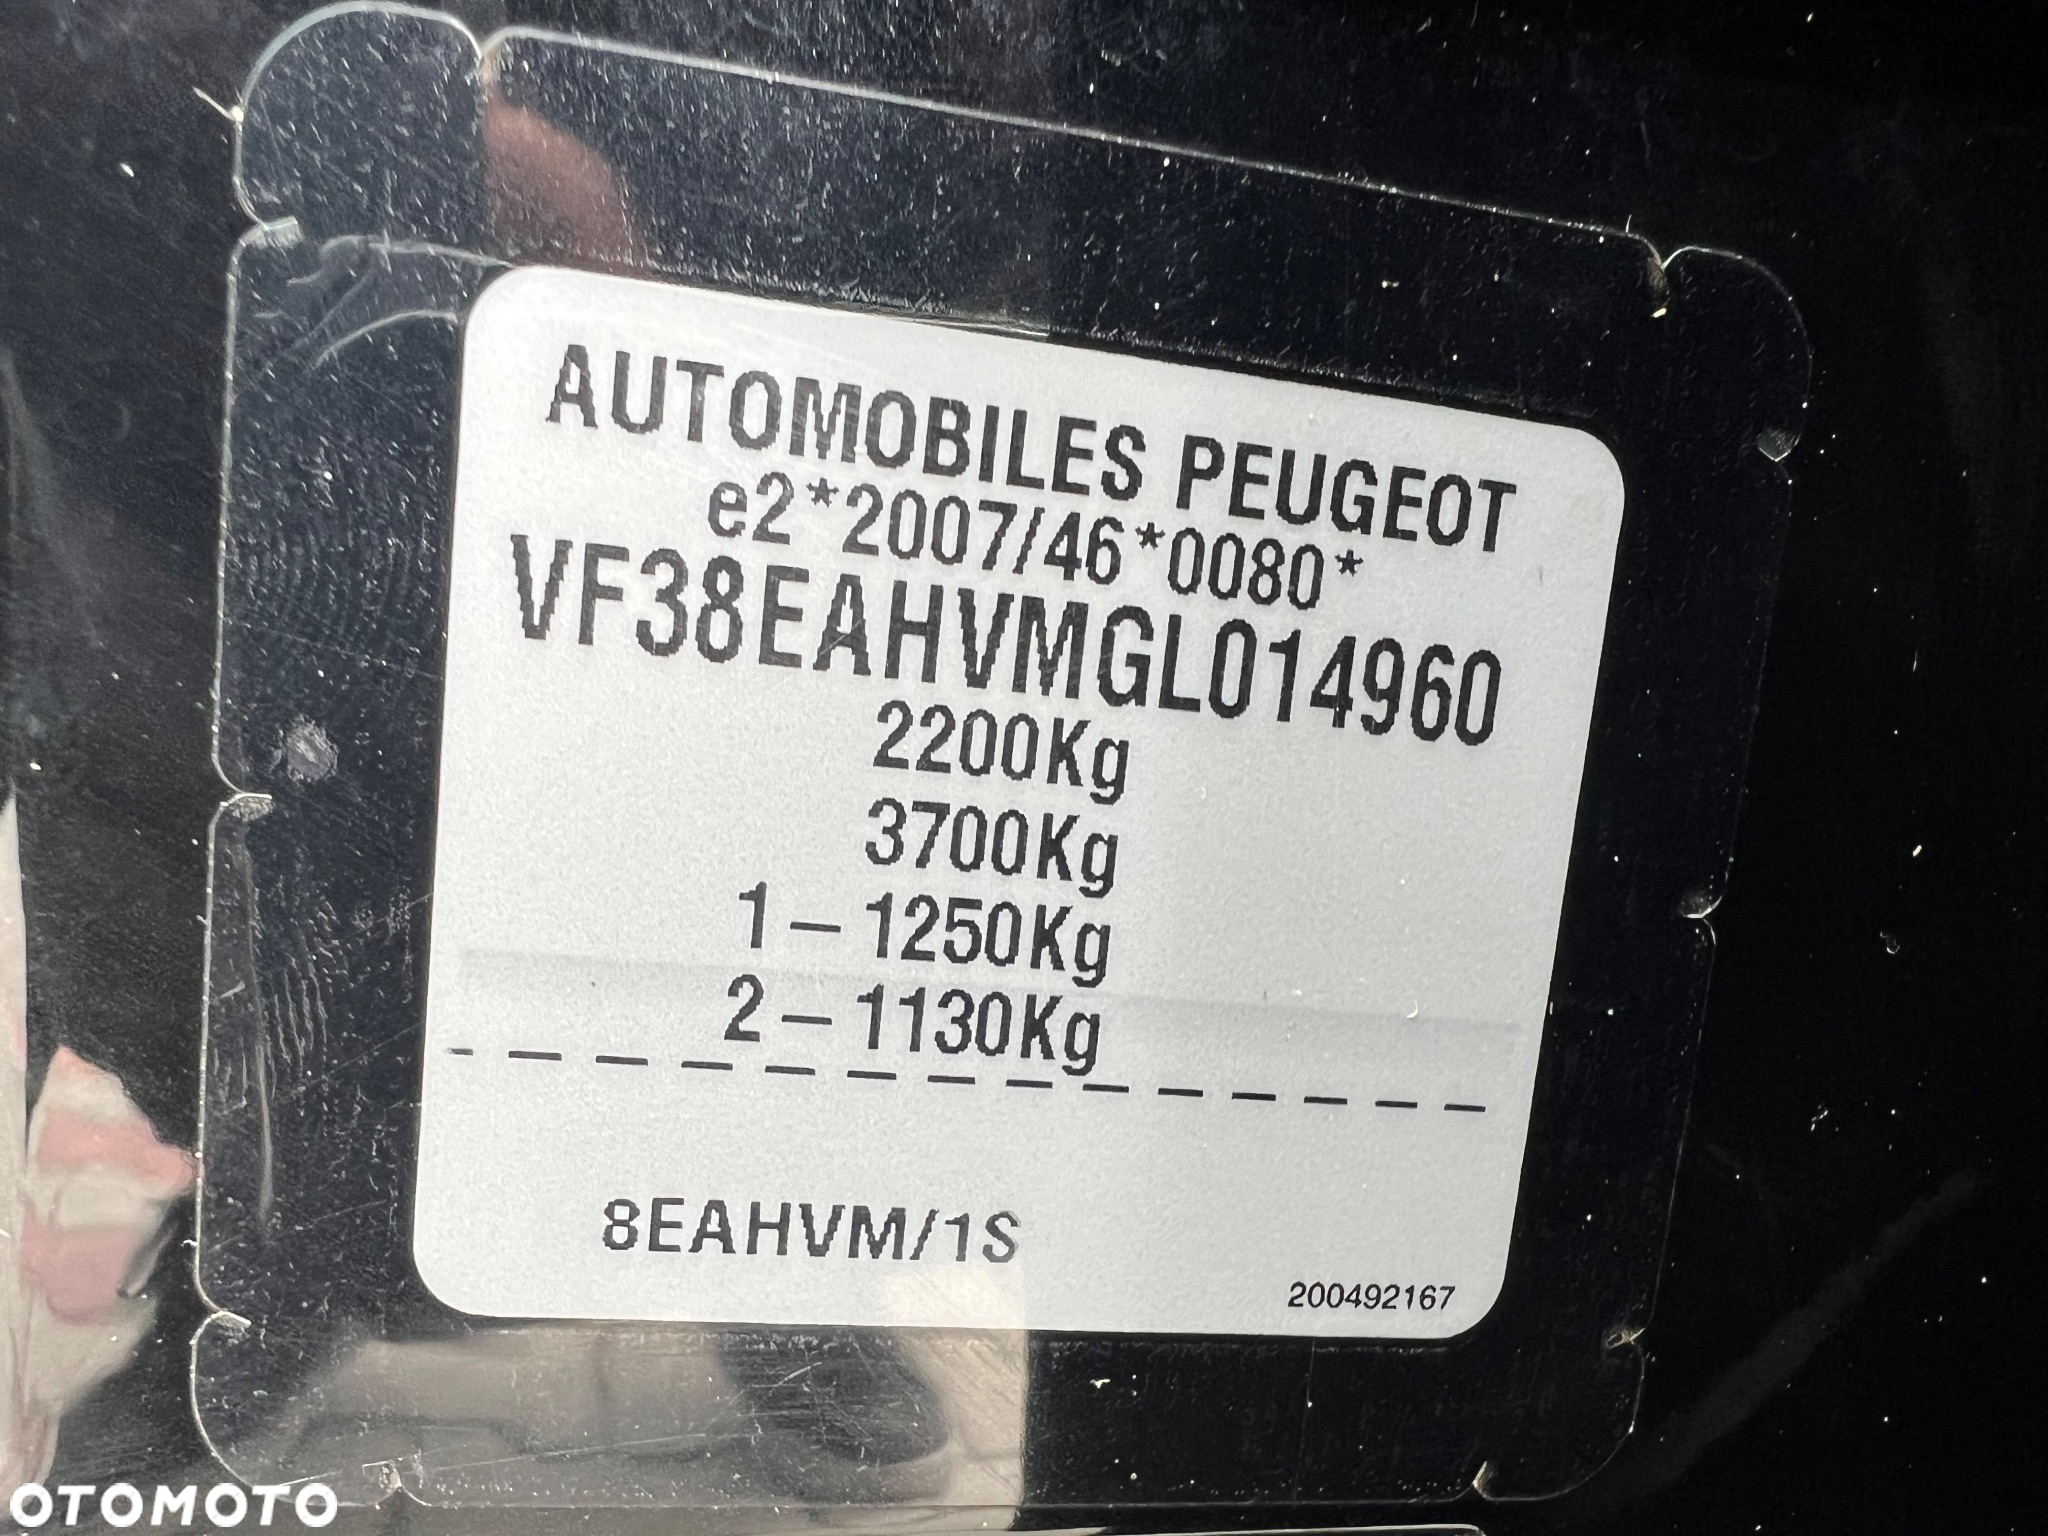 AUTOMOBILES PEUGEOT
e2*2007/46*0080*
VF38EAHVMGL014960
2200Kg
3700Kg
1–1250Kg
2–1130Kg
8EAHVM/1S
200492167
OTOMOTO